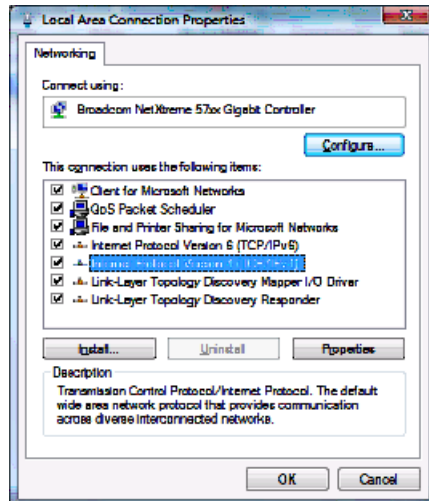 Local Area Connection Properties
Networking
Connect using:
Broadcom NetXtreme 57xx Gigabit Controller
Configure...
This connection uses the following items:
Client for Microsoft Networks
QoS Packet Scheduler
File and Printer Sharing for Microsoft Networks
Internet Protocol Version 6 (TCP/IPv6)
Internet Protocol Version
Link-Layer Topology Discovery Mapper I/O Driver
Link-Layer Topology Discovery Responder
Install...
Uninstall
Properties
Description
Transmission Control Protocol/Internet Protocol. The default
wide area network protocol that provides communication
across diverse interconnected networks.
OK
Cancel